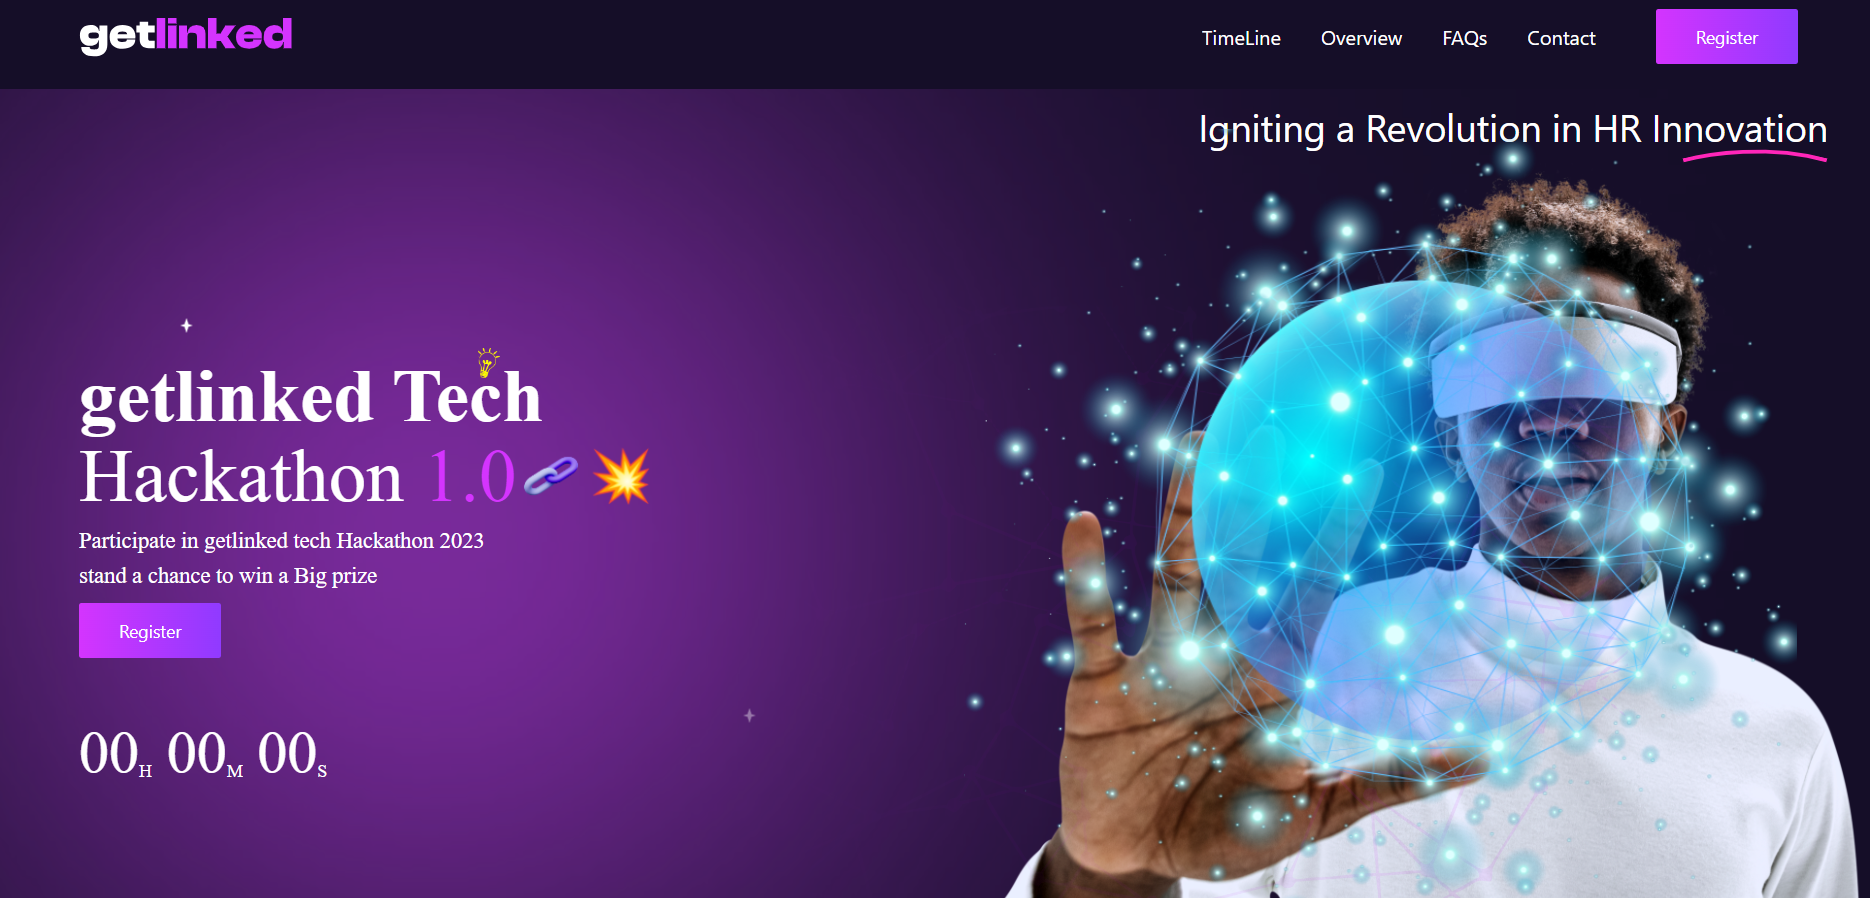 getlinked
TimeLine Overview FAQs Contact Register
Igniting a Revolution in HR Innovation
getlinked Tech
Hackathon 1.0
Participate in getlinked tech Hackathon 2023
stand a chance to win a Big prize
Register
00H 00M 00S